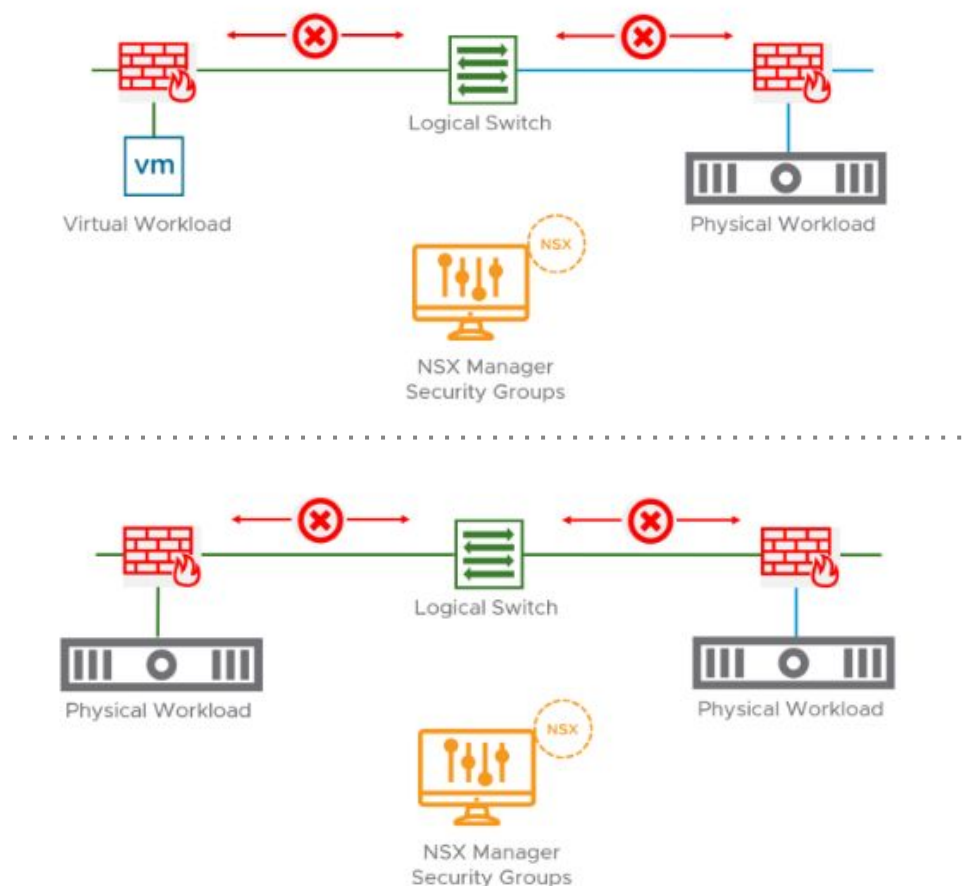 Logical Switch
vm
Virtual Workload
Physical Workload
NSX
NSX Manager
Security Groups
Logical Switch
Physical Workload
Physical Workload
NSX
NSX Manager
Security Groups